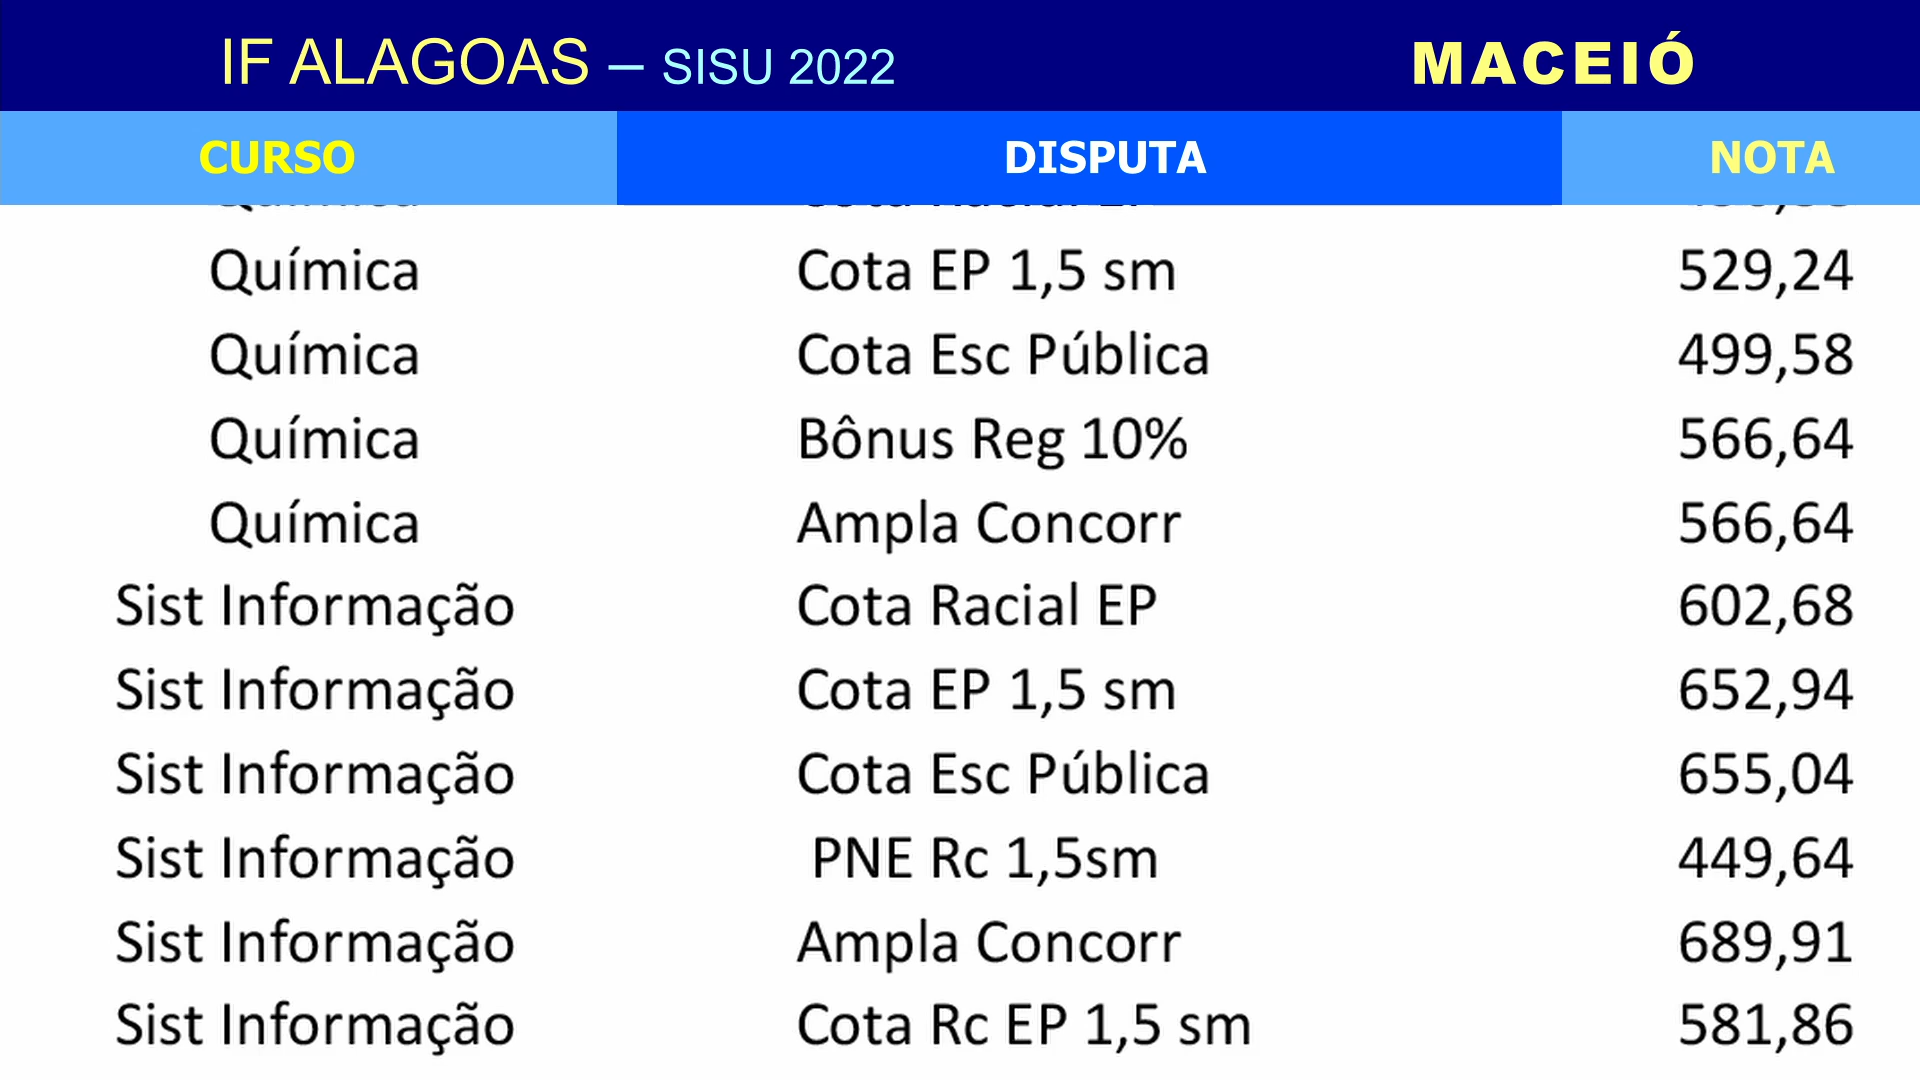 IF ALAGOAS – SISU 2022 MACEIÓ
CURSO DISPUTA NOTA
Química Cota EP 1,5 sm 529,24
Química Cota Esc Pública 499,58
Química Bônus Reg 10% 566,64
Química Ampla Concorr 566,64
Sist Informação Cota Racial EP 602,68
Sist Informação Cota EP 1,5 sm 652,94
Sist Informação Cota Esc Pública 655,04
Sist Informação PNE Rc 1,5sm 449,64
Sist Informação Ampla Concorr 689,91
Sist Informação Cota Rc EP 1,5 sm 581,86